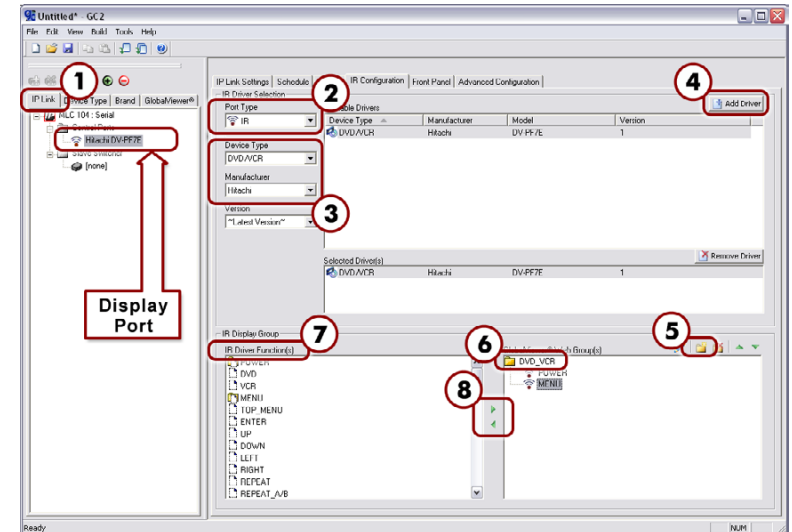 Untitled* - GC2
File Edit View Build Tools Help
1
IP Link Device Type Brand GlobalViewer®
MLC 104 : Serial
Control Ports
Hitachi DV-PF7E
Slave Switcher
[none]
Display
Port
IP Link Settings Schedule IR Configuration Front Panel Advanced Configuration
IR Driver Selection
Port Type
2
IR
Device Type
DVD/VCR
Manufacturer
Hitachi
3
Version
~Latest Version~
4
Add Driver
Device Type Manufacturer Model Version
DVD/VCR Hitachi DV-PF7E 1
Remove Driver
Selected Driver(s)
DVD/VCR Hitachi DV-PF7E 1
IR Display Group
7
IR Driver Function(s)
POWER
DVD
VCR
MENU
TOP_MENU
ENTER
UP
DOWN
LEFT
RIGHT
REPEAT
REPEAT_A/B
8
5
6
Group(s)
DVD_VCR
POWER
MENU
Ready
NUM